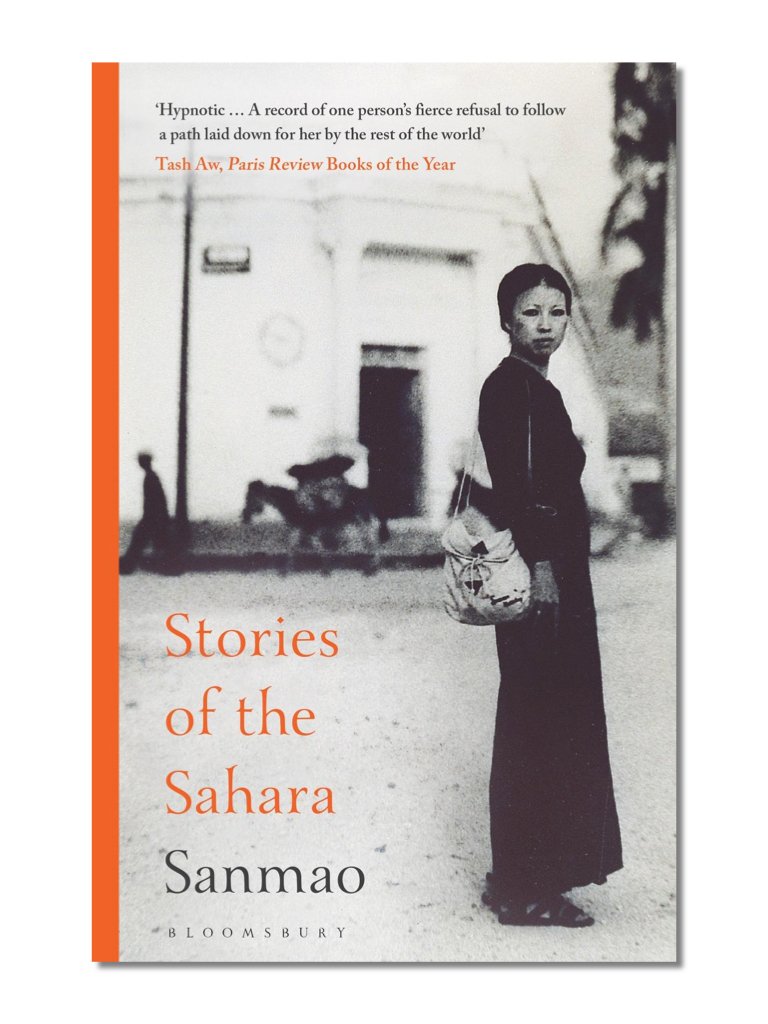 ‘Hypnotic … A record of one person’s fierce refusal to follow
a path laid down for her by the rest of the world’
Tash Aw, Paris Review Books of the Year
Stories
of the
Sahara
Sanmao
BLOOMSBURY